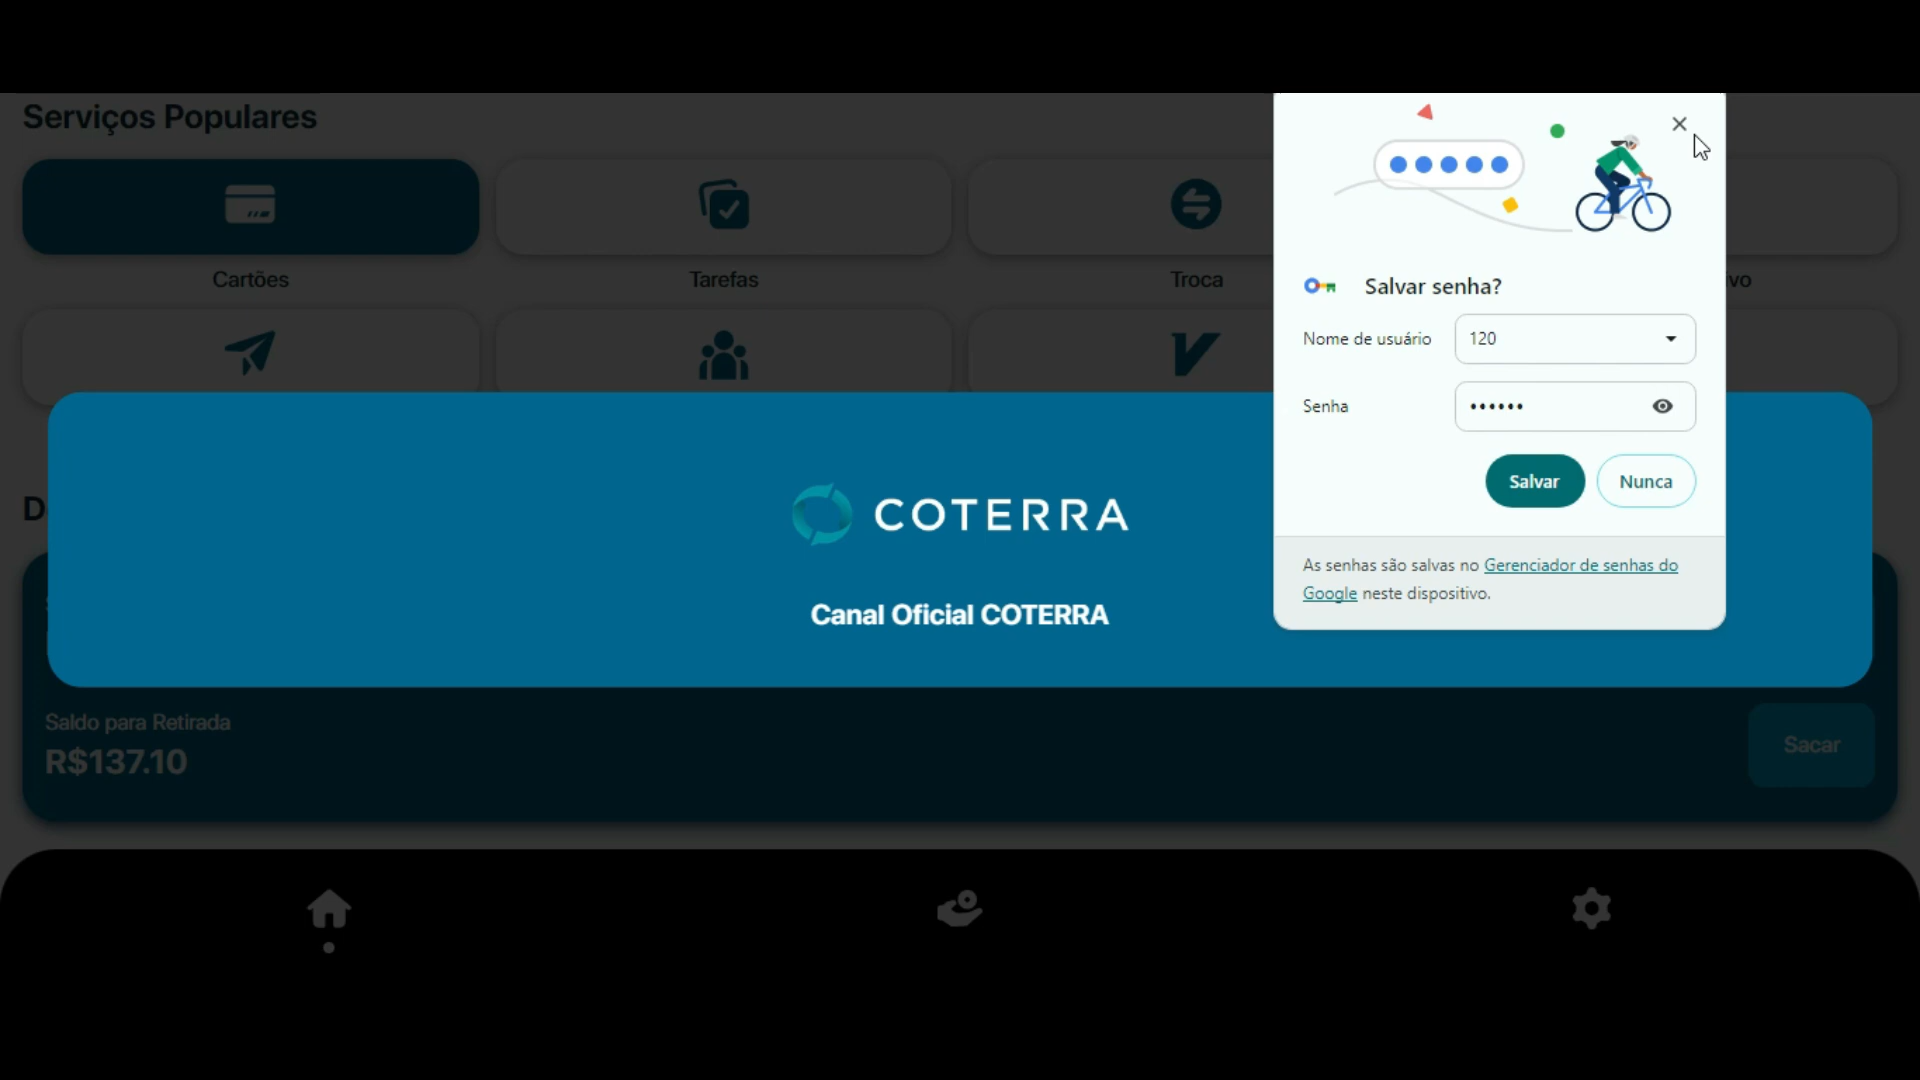 Serviços Populares
Cartões
Tarefas
Troca
ivo
Salvar senha?
Nome de usuário
120
Senha
••••••
Salvar
Nunca
As senhas são salvas no Gerenciador de senhas do
Google neste dispositivo.
D
COTERRA
Canal Oficial COTERRA
Saldo para Retirada
R$137.10
Sacar